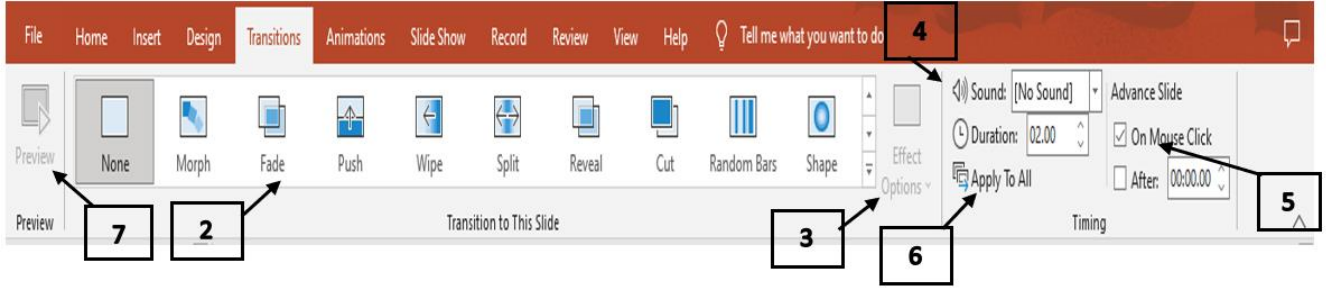 File Home Insert Design Transitions Animations Slide Show Record Review View Help Tell me what you want to do
4
Sound: [No Sound] Advance Slide
Duration: 02.00 On Mouse Click
Apply To All After: 00:00.00
Preview None Morph Fade Push Wipe Split Reveal Cut Random Bars Shape Effect Options
Preview Transition to This Slide Timing
7 2 3 6 5